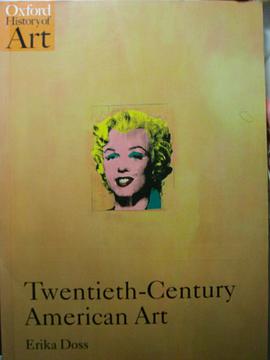 Oxford
History of
Art
Twentieth-Century
American Art
Erika Doss